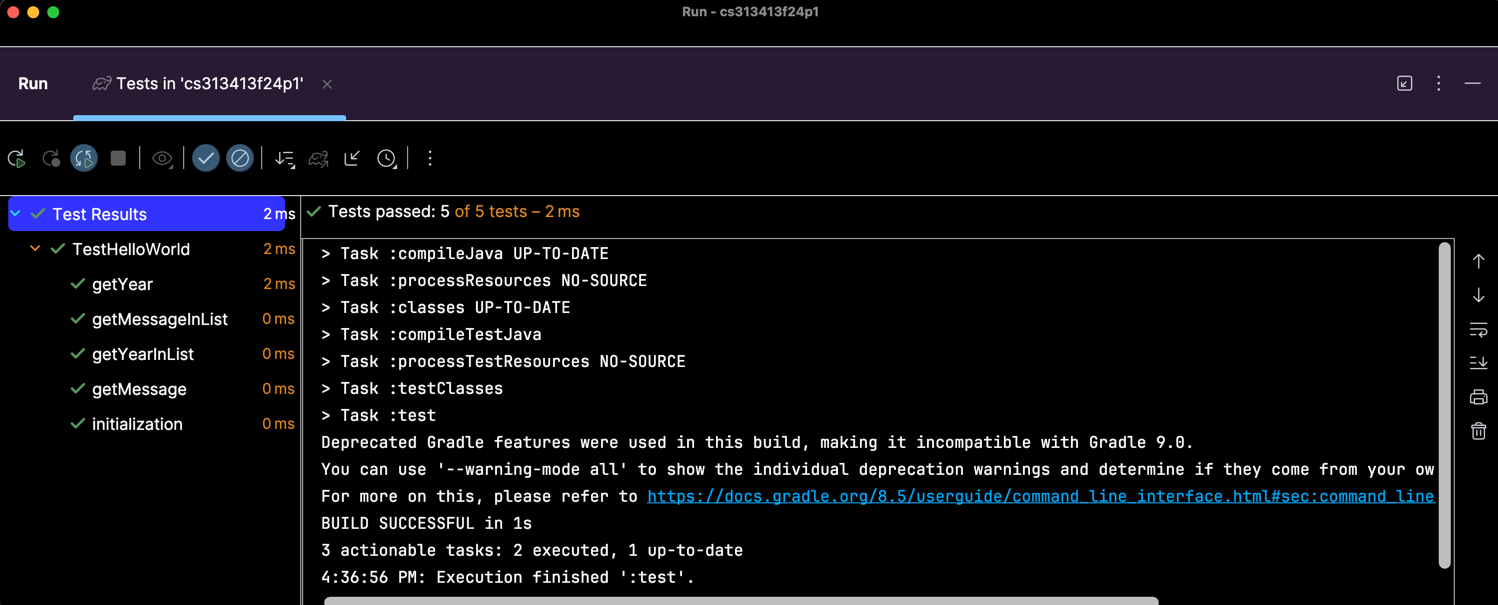 Run - cs313413f24p1
Run Tests in 'cs313413f24p1'
Test Results 2 ms
Tests passed: 5 of 5 tests – 2 ms
TestHelloWorld 2 ms
getYear 2 ms
getMessageInList 0 ms
getYearInList 0 ms
getMessage 0 ms
initialization 0 ms
> Task :compileJava UP-TO-DATE
> Task :processResources NO-SOURCE
> Task :classes UP-TO-DATE
> Task :compileTestJava
> Task :processTestResources NO-SOURCE
> Task :testClasses
> Task :test
Deprecated Gradle features were used in this build, making it incompatible with Gradle 9.0.
You can use '--warning-mode all' to show the individual deprecation warnings and determine if they come from your ow
For more on this, please refer to https://docs.gradle.org/8.5/userguide/command_line_interface.html#sec:command_line
BUILD SUCCESSFUL in 1s
3 actionable tasks: 2 executed, 1 up-to-date
4:36:56 PM: Execution finished ':test'.